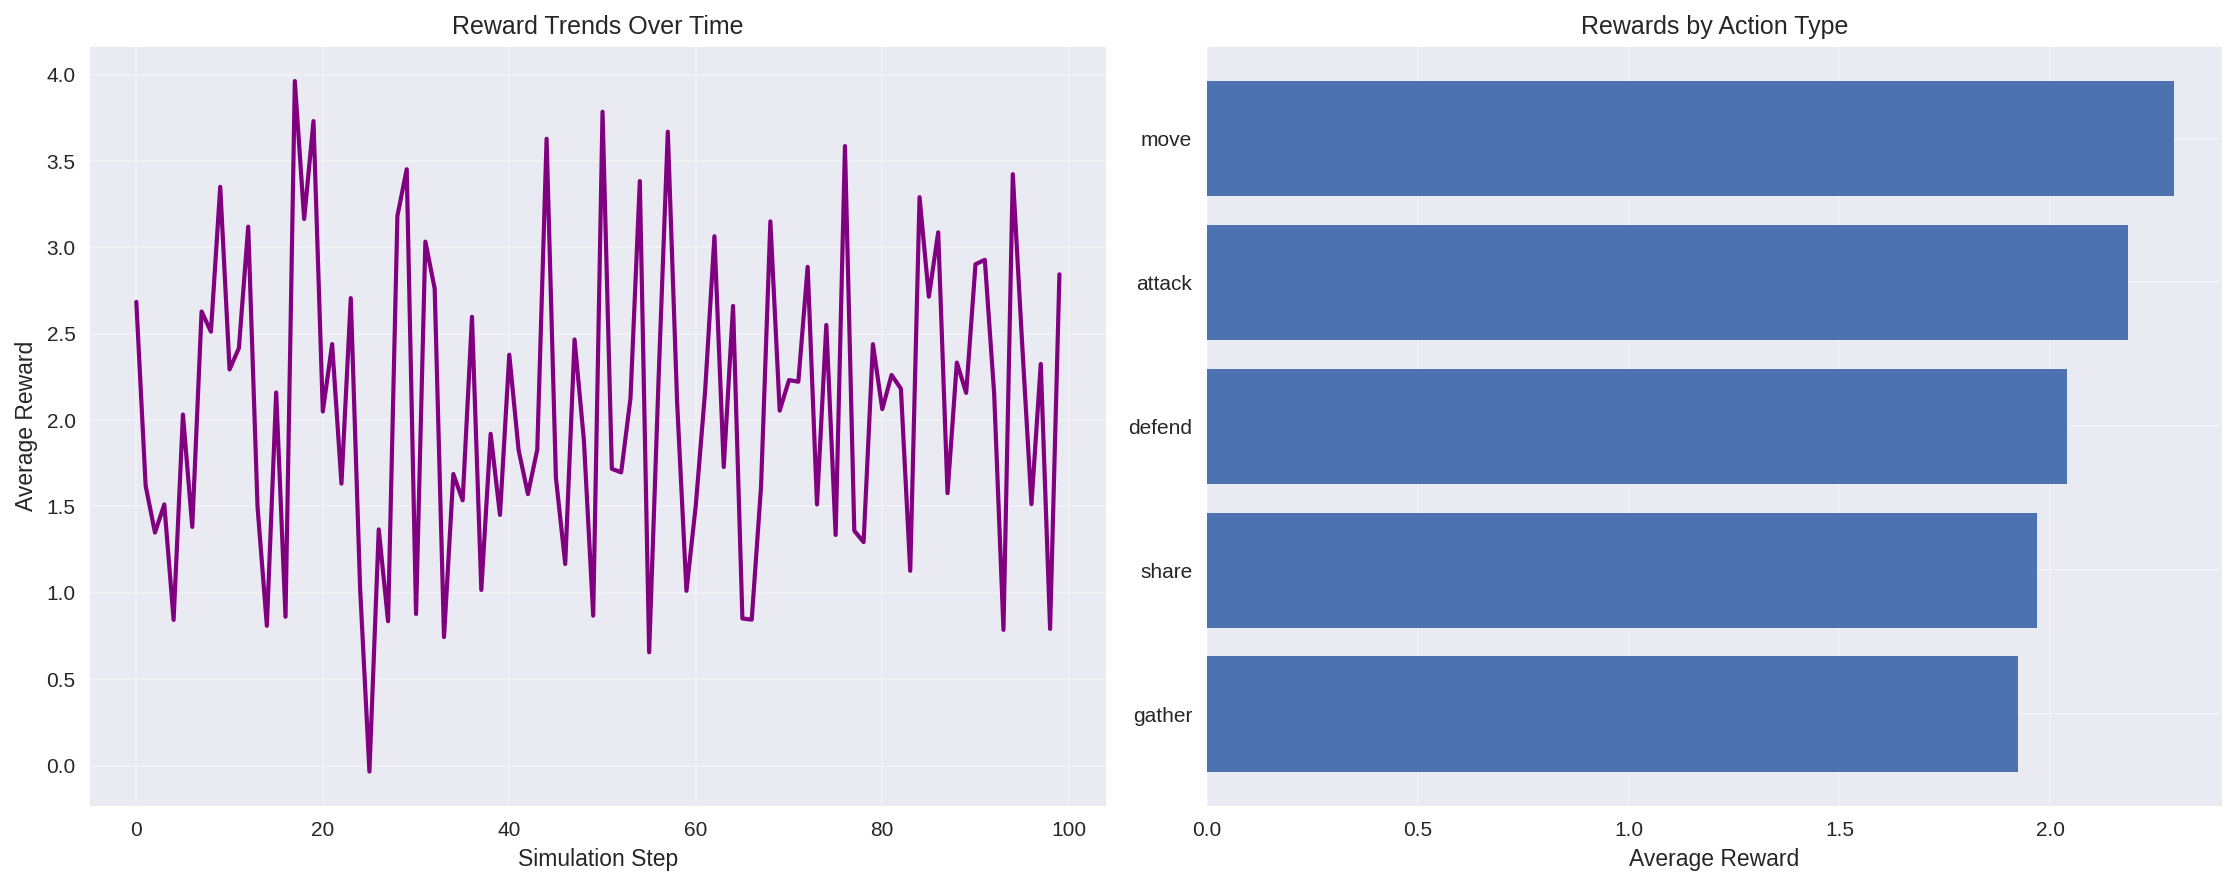 Reward Trends Over Time
Average Reward
4.0
3.5
3.0
2.5
2.0
1.5
1.0
0.5
0.0
0 20 40 60 80 100
Simulation Step
Rewards by Action Type
move
attack
defend
share
gather
0.0 0.5 1.0 1.5 2.0
Average Reward